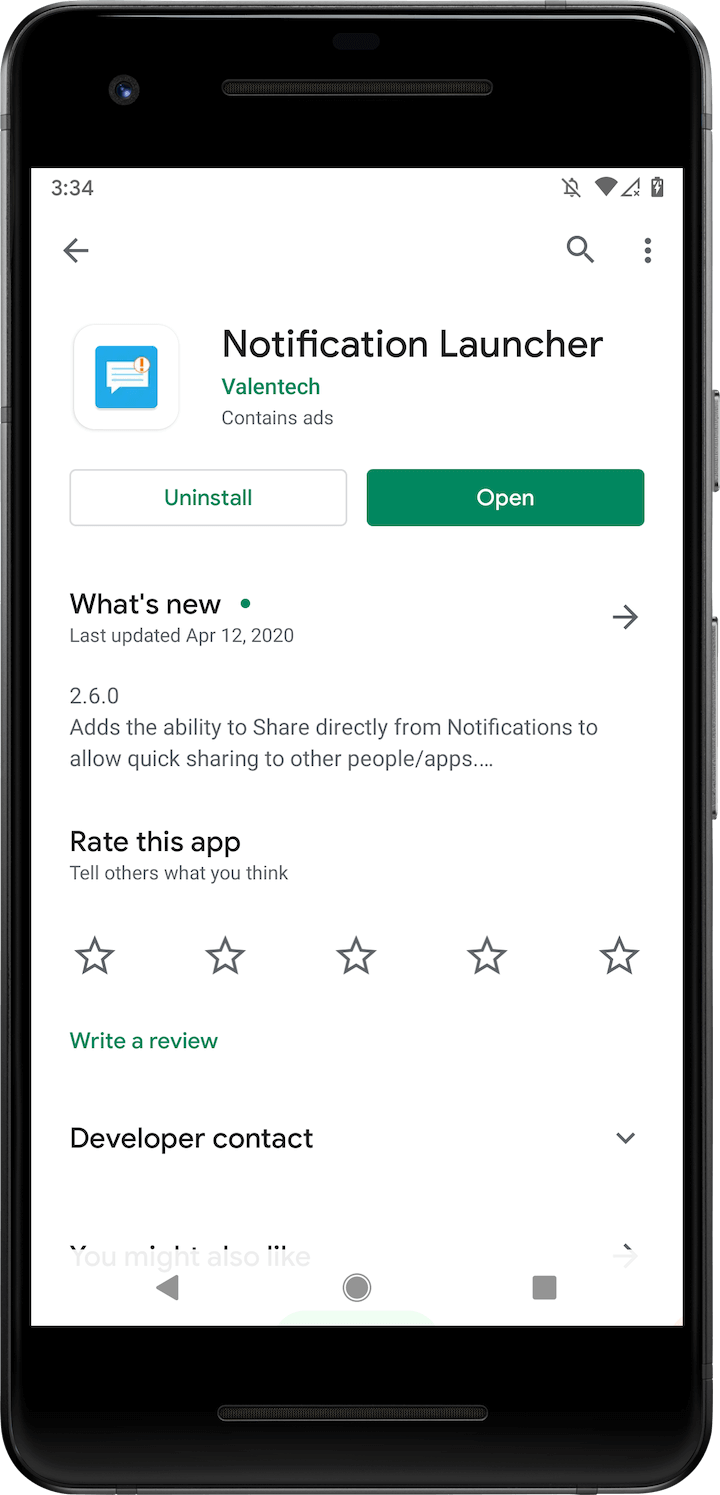 3:34
Notification Launcher
Valentech
Contains ads
Uninstall
Open
What's new
Last updated Apr 12, 2020
2.6.0
Adds the ability to Share directly from Notifications to
allow quick sharing to other people/apps....
Rate this app
Tell others what you think
Write a review
Developer contact
You might also like